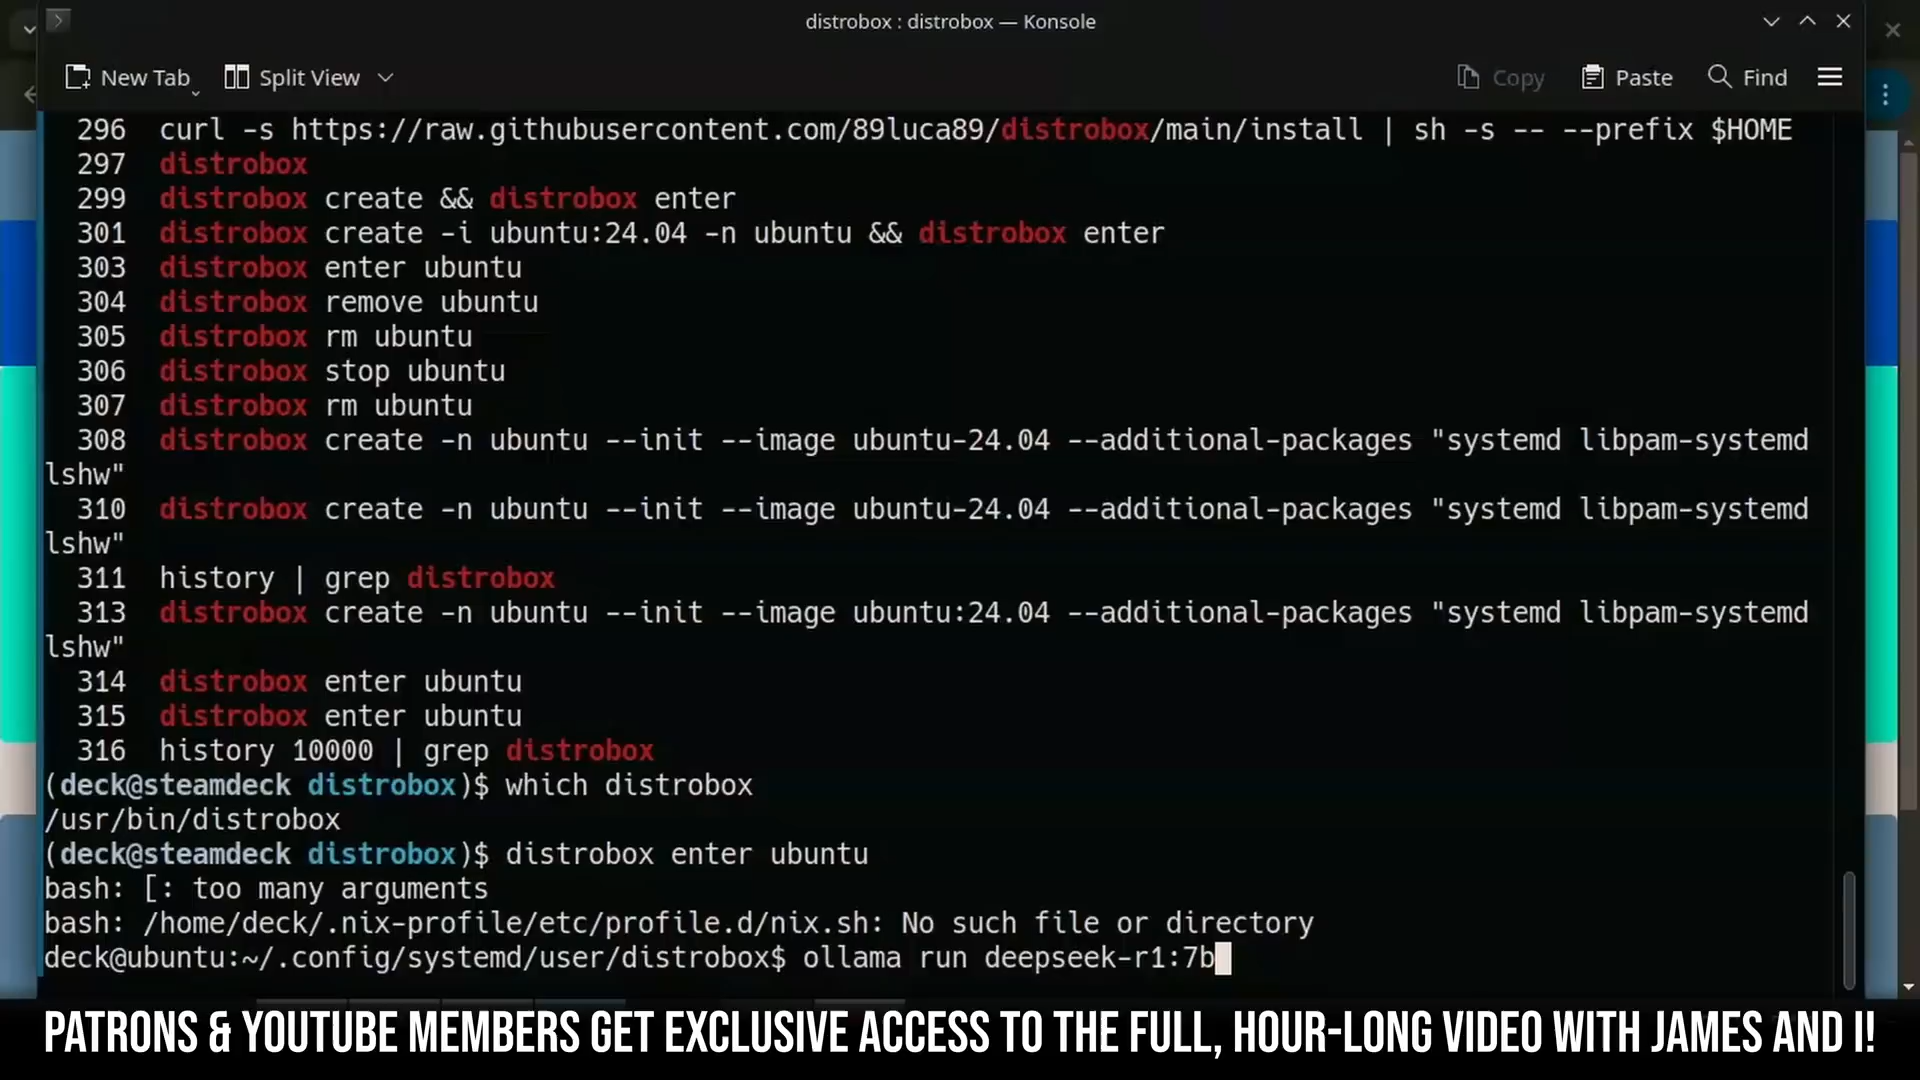 distrobox : distrobox — Konsole
New Tab Split View Copy Paste Find
296 curl -s https://raw.githubusercontent.com/89luca89/distrobox/main/install | sh -s -- --prefix $HOME
297 distrobox
299 distrobox create && distrobox enter
301 distrobox create -i ubuntu:24.04 -n ubuntu && distrobox enter
303 distrobox enter ubuntu
304 distrobox remove ubuntu
305 distrobox rm ubuntu
306 distrobox stop ubuntu
307 distrobox rm ubuntu
308 distrobox create -n ubuntu --init --image ubuntu-24.04 --additional-packages "systemd libpam-systemd
lshw"
310 distrobox create -n ubuntu --init --image ubuntu-24.04 --additional-packages "systemd libpam-systemd
lshw"
311 history | grep distrobox
313 distrobox create -n ubuntu --init --image ubuntu:24.04 --additional-packages "systemd libpam-systemd
lshw"
314 distrobox enter ubuntu
315 distrobox enter ubuntu
316 history 10000 | grep distrobox
(deck@steamdeck distrobox)$ which distrobox
/usr/bin/distrobox
(deck@steamdeck distrobox)$ distrobox enter ubuntu
bash: [: too many arguments
bash: /home/deck/.nix-profile/etc/profile.d/nix.sh: No such file or directory
deck@ubuntu:~/.config/systemd/user/distrobox$ ollama run deepseek-r1:7b
PATRONS & YOUTUBE MEMBERS GET EXCLUSIVE ACCESS TO THE FULL, HOUR-LONG VIDEO WITH JAMES AND I!